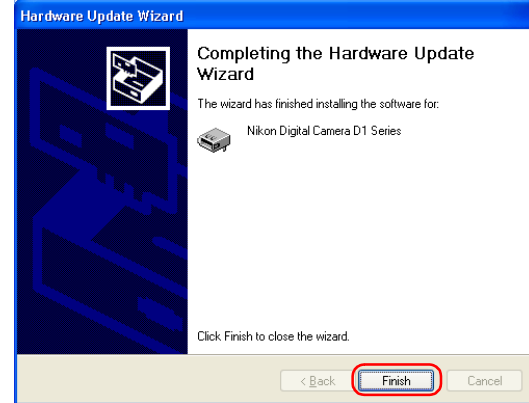 Hardware Update Wizard
Completing the Hardware Update
Wizard
The wizard has finished installing the software for:
Nikon Digital Camera D1 Series
Click Finish to close the wizard.
< Back Finish Cancel